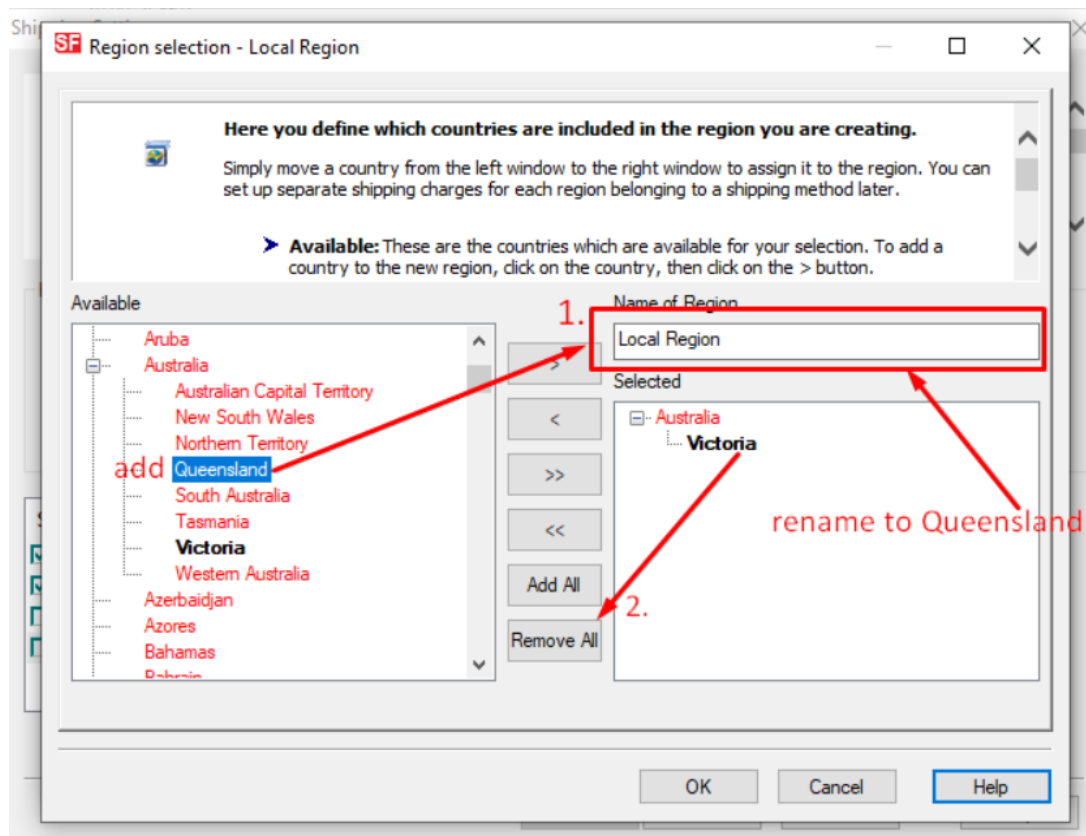 Region selection - Local Region
SF
Here you define which countries are included in the region you are creating.
Simply move a country from the left window to the right window to assign it to the region. You can
set up separate shipping charges for each region belonging to a shipping method later.
Available: These are the countries which are available for your selection. To add a
country to the new region, click on the country, then click on the > button.
Available
1.
Name of Region
Aruba
Local Region
Australia
>
Selected
Australian Capital Territory
New South Wales
<
Australia
Northern Territory
Victoria
add
Queensland
>>
South Australia
Tasmania
rename to Queensland
<<
Victoria
Western Australia
Add All
Azerbaijan
2.
Azores
Remove All
Bahamas
Bahrain
OK
Cancel
Help